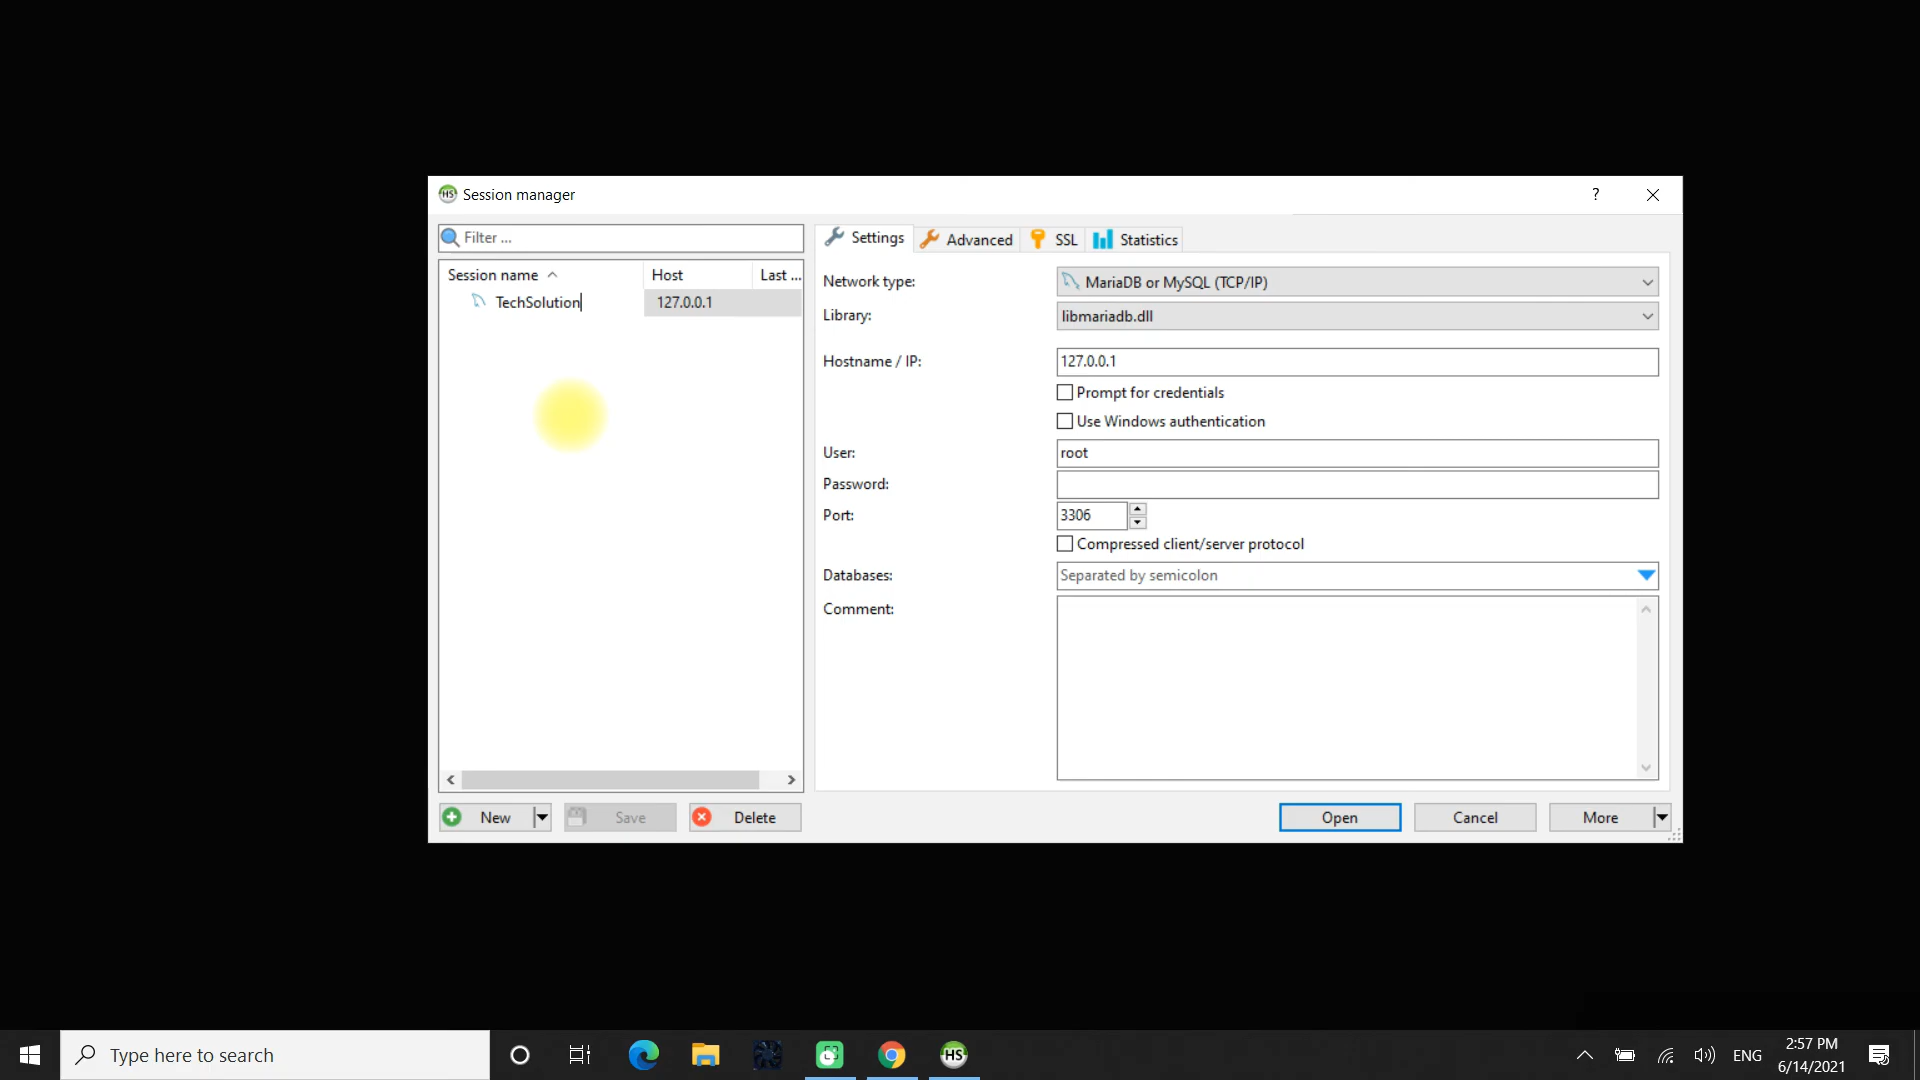 HS Session manager ?
Filter ...
Session name Host Last ...
TechSolution 127.0.0.1
Settings Advanced SSL Statistics
Network type: MariaDB or MySQL (TCP/IP)
Library: libmariadb.dll
Hostname / IP: 127.0.0.1
Prompt for credentials
Use Windows authentication
User: root
Password:
Port: 3306
Compressed client/server protocol
Databases: Separated by semicolon
Comment:
New Save Delete Open Cancel More
Type here to search HS ENG 2:57 PM
6/14/2021